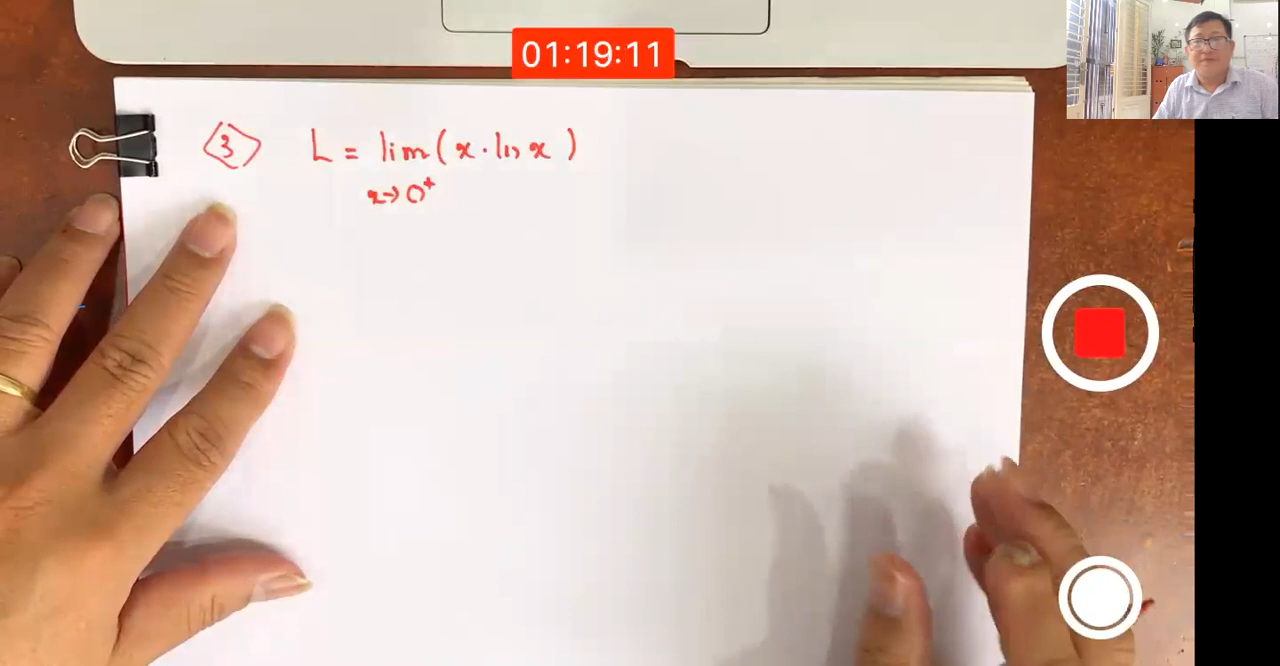 01:19:11
3 L = lim ( x . ln x )
x → 0⁺